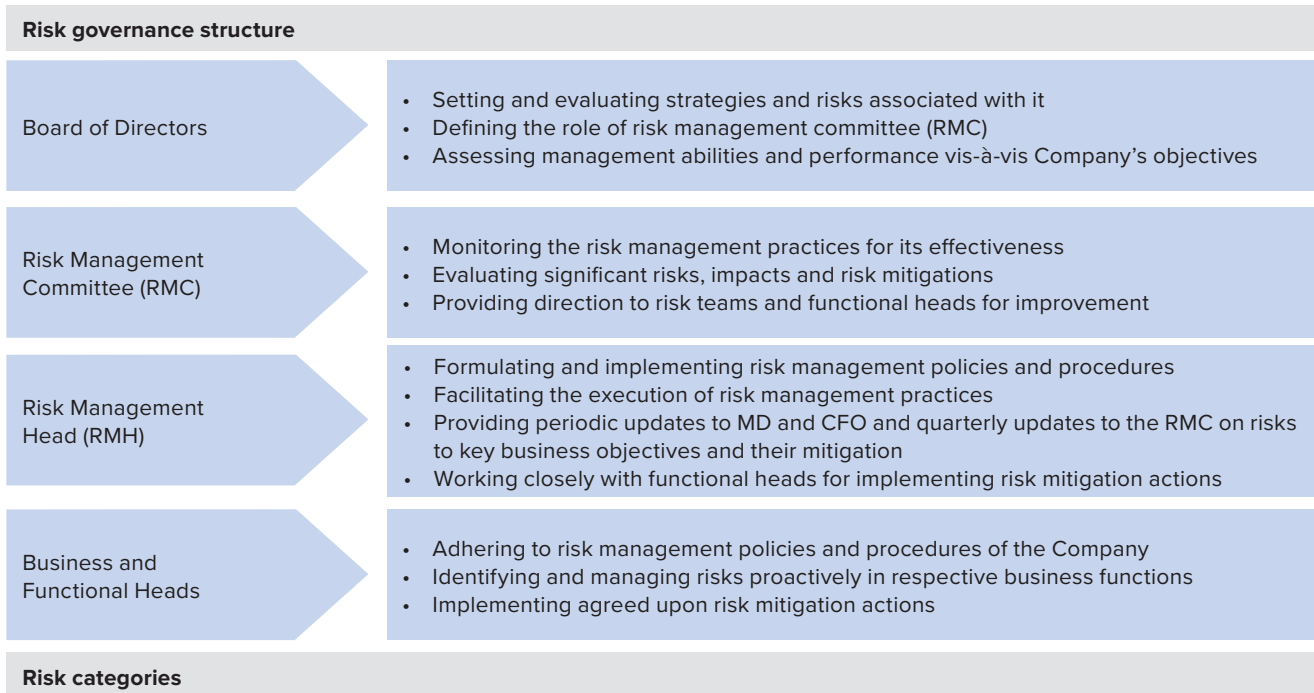 Risk governance structure
Board of Directors
• Setting and evaluating strategies and risks associated with it
• Defining the role of risk management committee (RMC)
• Assessing management abilities and performance vis-à-vis Company’s objectives
Risk Management
Committee (RMC)
• Monitoring the risk management practices for its effectiveness
• Evaluating significant risks, impacts and risk mitigations
• Providing direction to risk teams and functional heads for improvement
Risk Management
Head (RMH)
• Formulating and implementing risk management policies and procedures
• Facilitating the execution of risk management practices
• Providing periodic updates to MD and CFO and quarterly updates to the RMC on risks
to key business objectives and their mitigation
• Working closely with functional heads for implementing risk mitigation actions
Business and
Functional Heads
• Adhering to risk management policies and procedures of the Company
• Identifying and managing risks proactively in respective business functions
• Implementing agreed upon risk mitigation actions
Risk categories